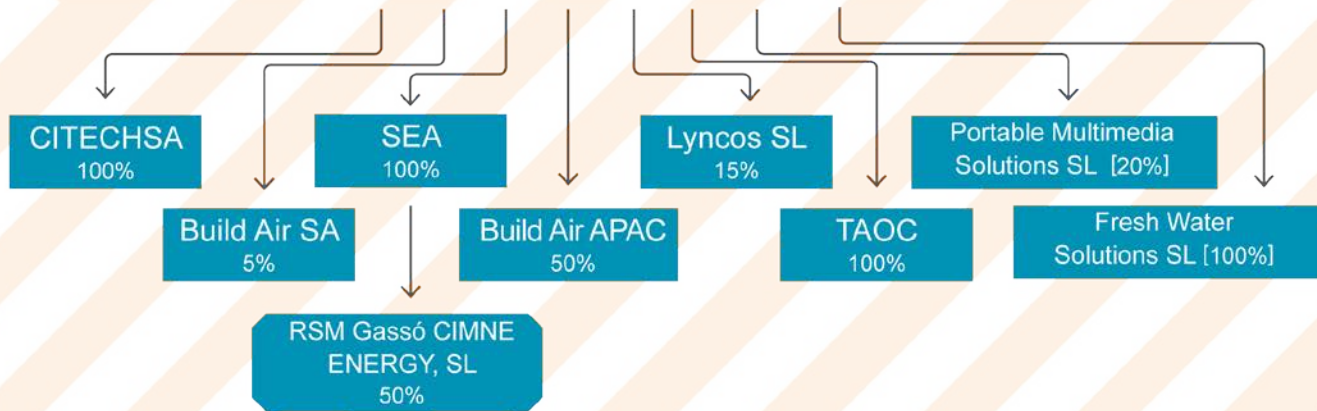 CITECHSA
100%
SEA
100%
Lyncos SL
15%
Portable Multimedia
Solutions SL [20%]
Build Air SA
5%
Build Air APAC
50%
TAOC
100%
Fresh Water
Solutions SL [100%]
RSM Gassó CIMNE
ENERGY, SL
50%